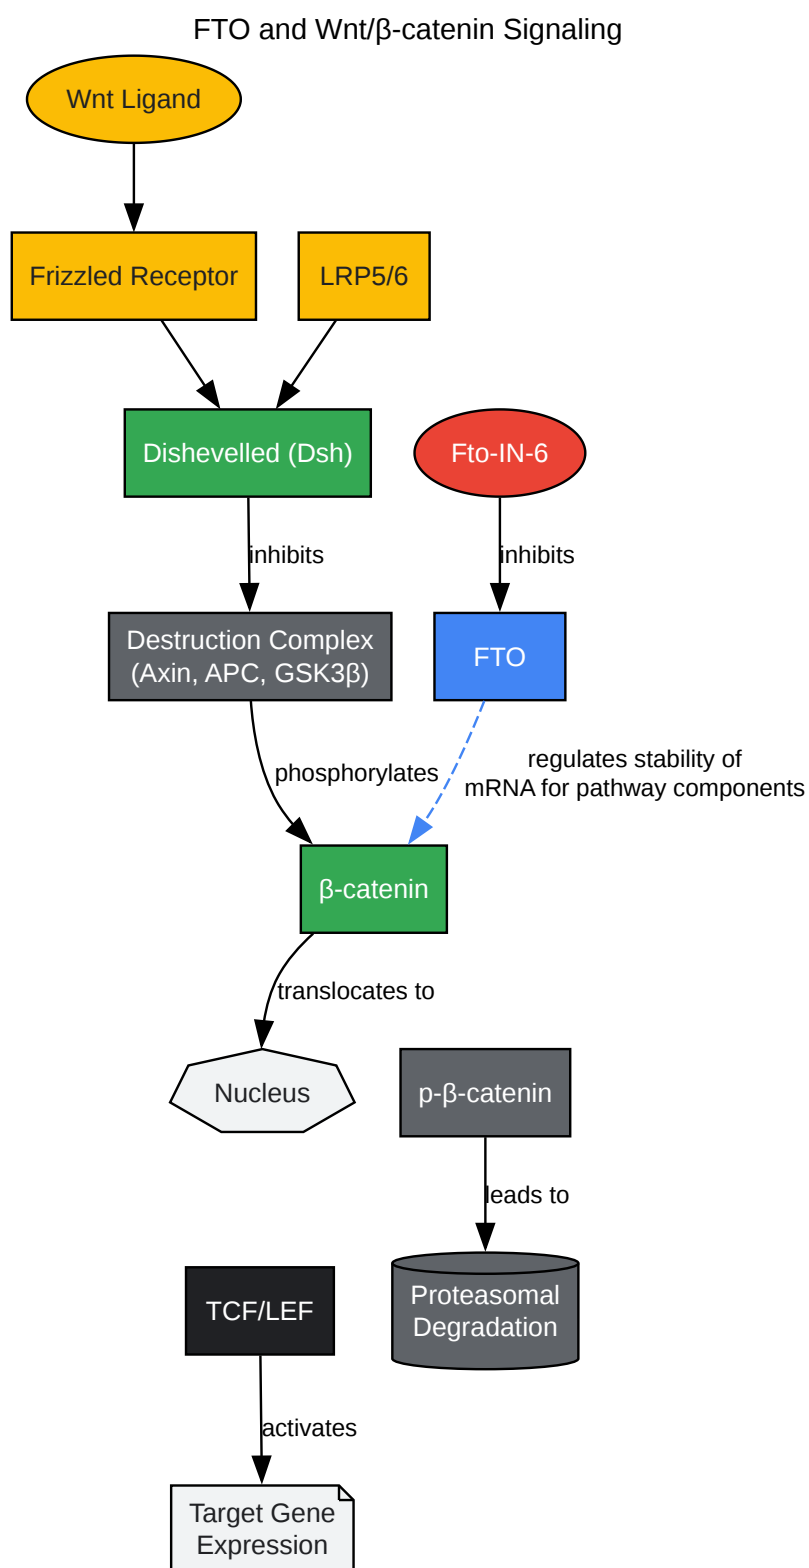 FTO and Wnt/β-catenin Signaling
Wnt Ligand
Frizzled Receptor
LRP5/6
Dishevelled (Dsh)
Fto-IN-6
inhibits
inhibits
Destruction Complex
(Axin, APC, GSK3β)
FTO
phosphorylates
regulates stability of
mRNA for pathway components
β-catenin
translocates to
Nucleus
p-β-catenin
leads to
TCF/LEF
Proteasomal
Degradation
activates
Target Gene
Expression